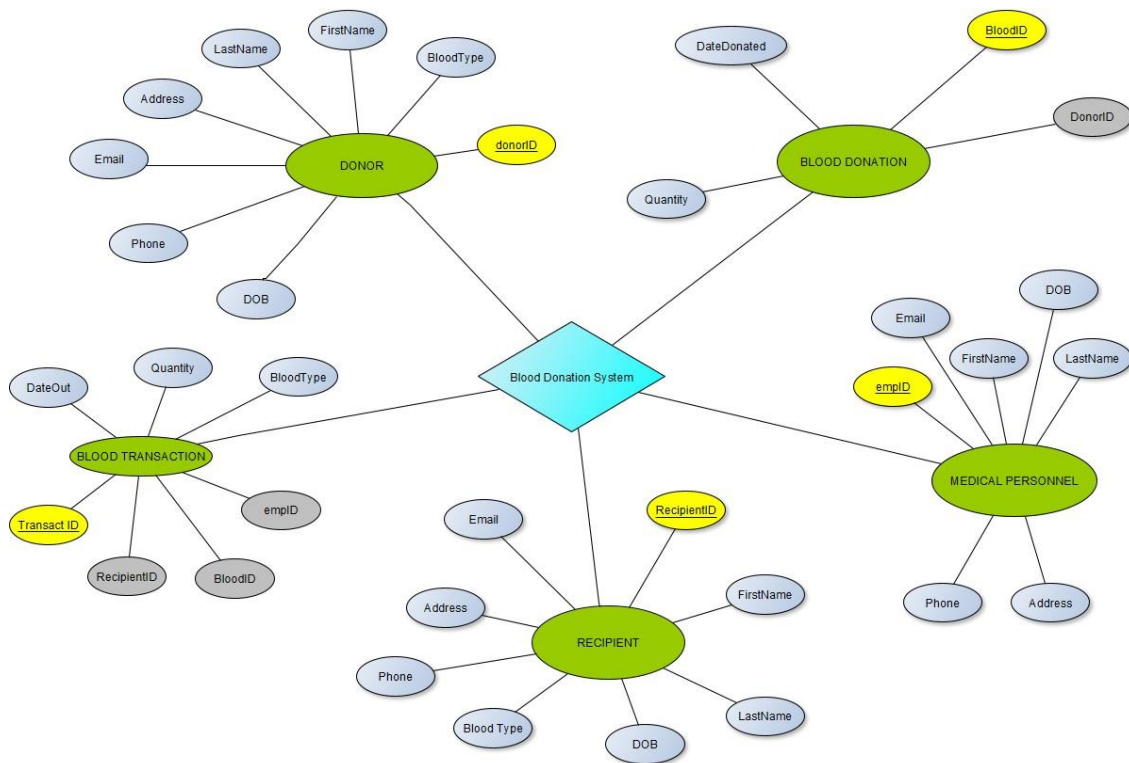 FirstName
LastName
BloodType
Address
donorID
Email
DONOR
Phone
DOB
BloodID
DateDonated
DonorID
BLOOD DONATION
Quantity
Blood Donation System
DOB
Email
FirstName
LastName
empID
MEDICAL PERSONNEL
Phone
Address
Quantity
BloodType
DateOut
BLOOD TRANSACTION
empID
Transact ID
RecipientID
BloodID
Email
RecipientID
FirstName
Address
RECIPIENT
Phone
LastName
Blood Type
DOB